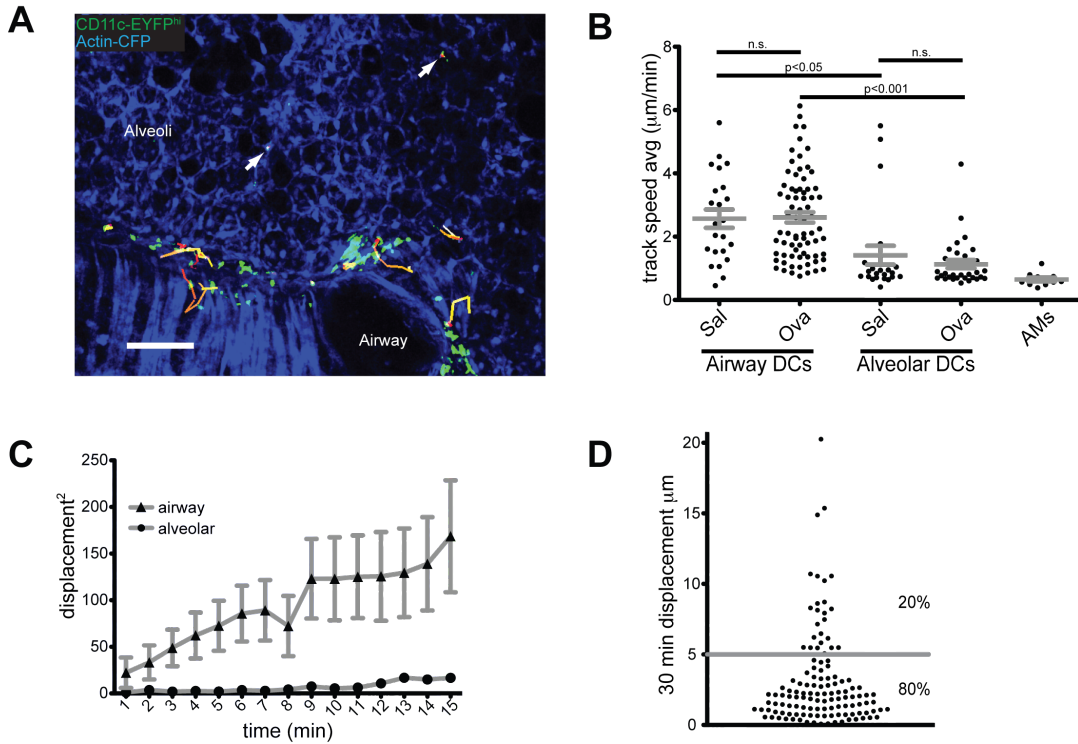 A
CD11c-EYFPhi
Actin-CFP
Alveoli
Airway
B
n.s.
n.s.
p<0.05
p<0.001
track speed avg (μm/min)
8
6
4
2
0
Sal
Ova
Sal
Ova
AMs
Airway DCs
Alveolar DCs
C
displacement2
250
200
150
100
50
0
airway
alveolar
1 2 3 4 5 6 7 8 9 10 11 12 13 14 15
time (min)
D
30 min displacement μm
20
15
10
5
0
20%
80%